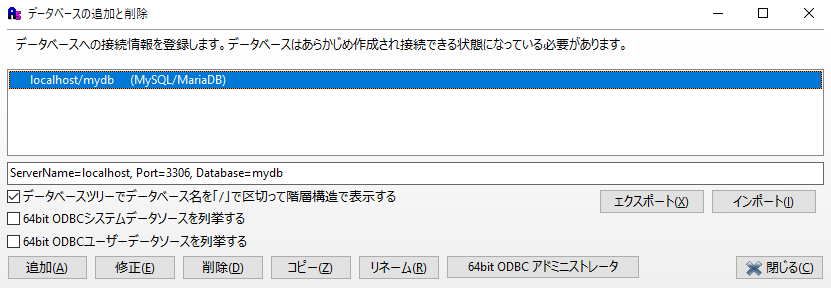 データベースの追加と削除
データベースへの接続情報を登録します。データベースはあらかじめ作成され接続できる状態になっている必要があります。
localhost/mydb (MySQL/MariaDB)
ServerName=localhost, Port=3306, Database=mydb
データベースツリーでデータベース名を「/」で区切って階層構造で表示する
エクスポート(X) インポート(I)
64bit ODBCシステムデータソースを列挙する
64bit ODBCユーザーデータソースを列挙する
追加(A) 修正(E) 削除(D) コピー(Z) リネーム(R) 64bit ODBC アドミニストレータ 閉じる(C)